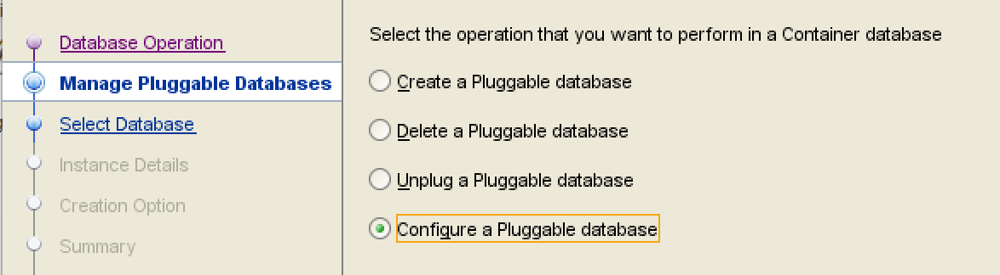 Database Operation
Manage Pluggable Databases
Select Database
Instance Details
Creation Option
Summary
Select the operation that you want to perform in a Container database
Create a Pluggable database
Delete a Pluggable database
Unplug a Pluggable database
Configure a Pluggable database